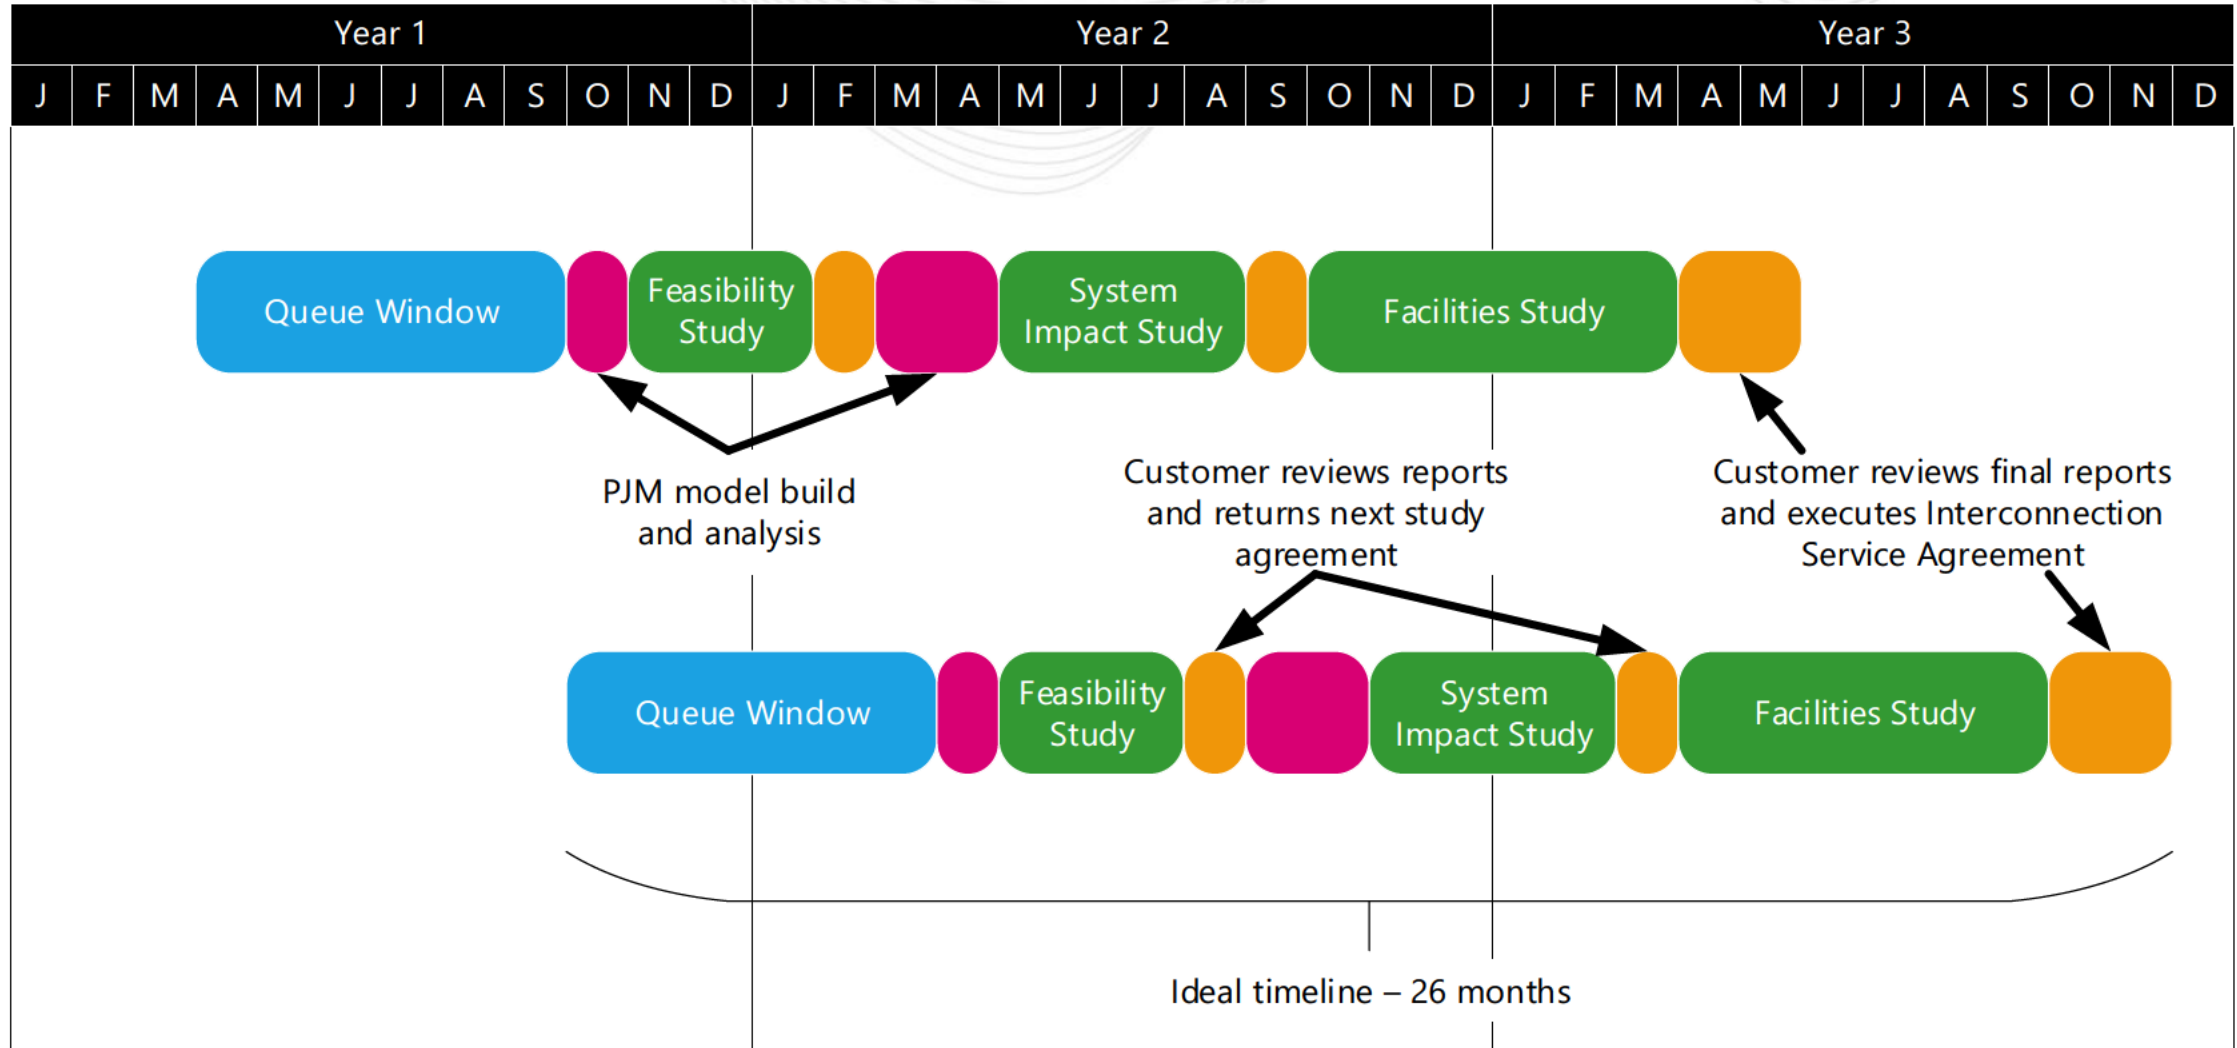 Year 1 Year 2 Year 3
J F M A M J J A S O N D J F M A M J J A S O N D J F M A M J J A S O N D
Queue Window
Feasibility
Study
System
Impact Study
Facilities Study
PJM model build
and analysis
Customer reviews reports
and returns next study
agreement
Customer reviews final reports
and executes Interconnection
Service Agreement
Queue Window
Feasibility
Study
System
Impact Study
Facilities Study
Ideal timeline – 26 months